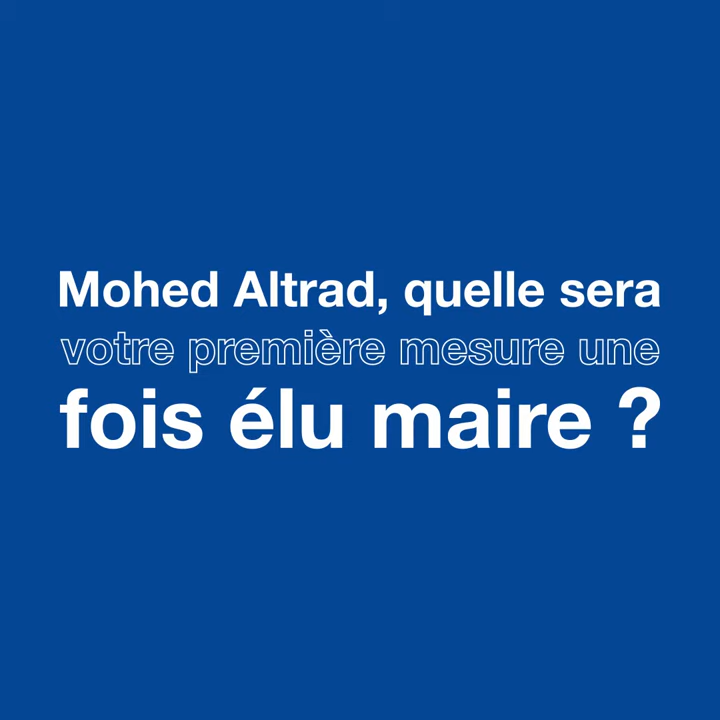 Mohed Altrad, quelle sera
votre première mesure une
fois élu maire ?